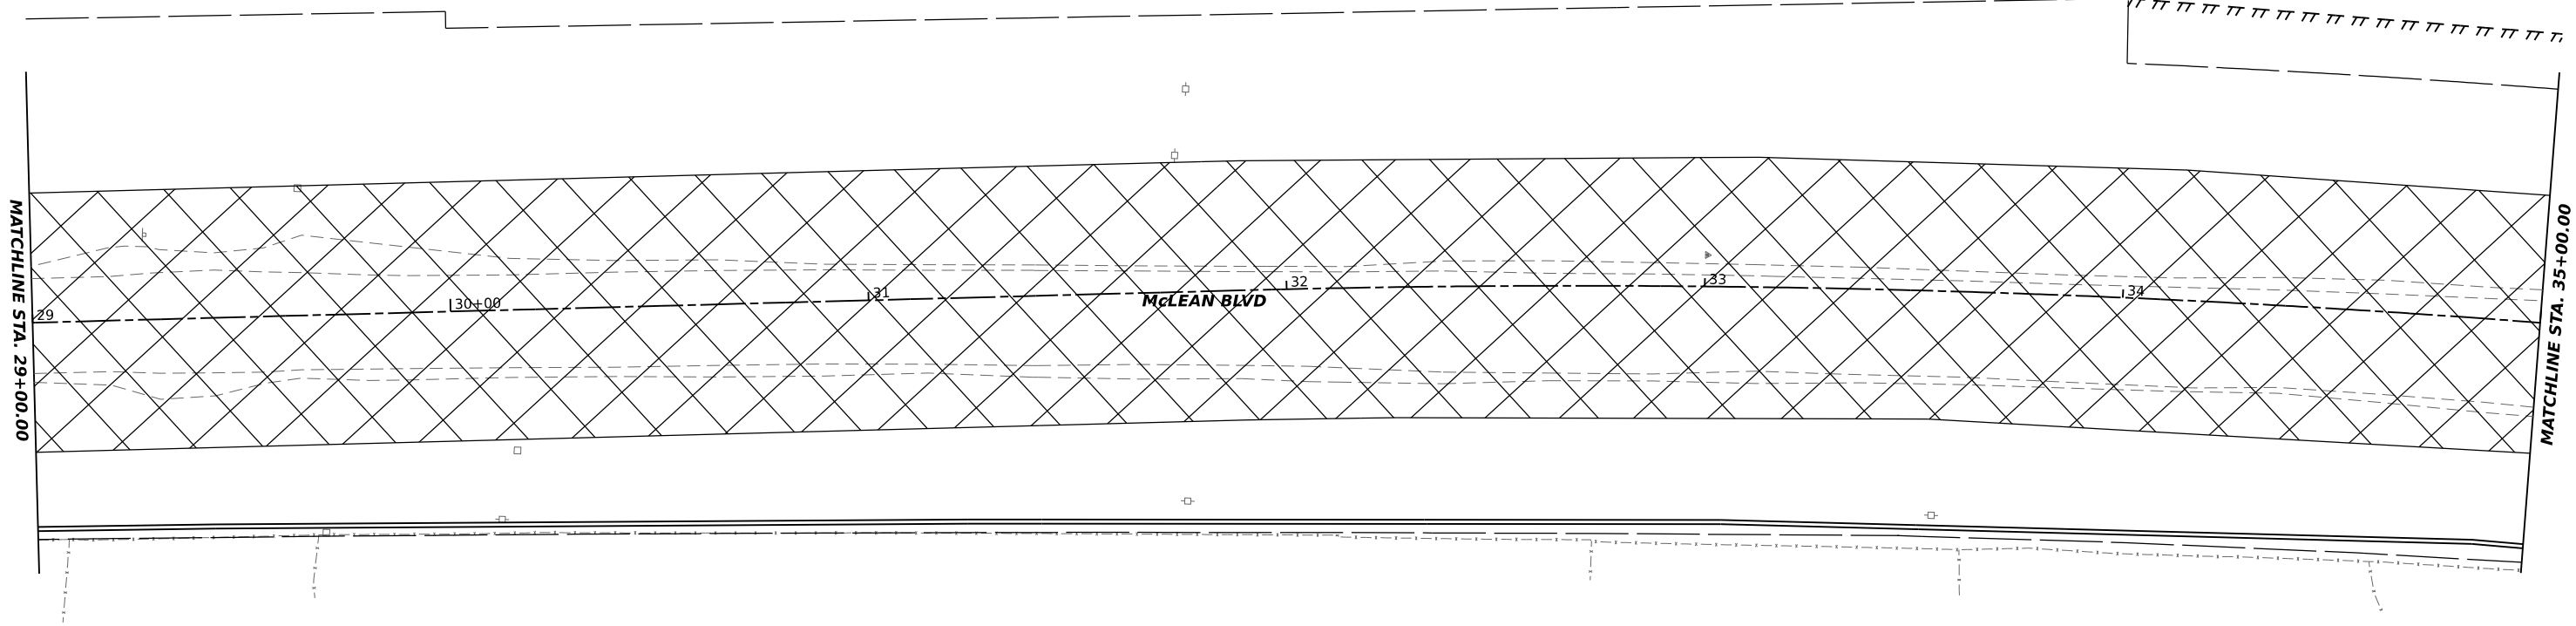 MATCHLINE STA. 29+00.00
29
30+00
31
McLEAN BLVD
32
33
34
MATCHLINE STA. 35+00.00